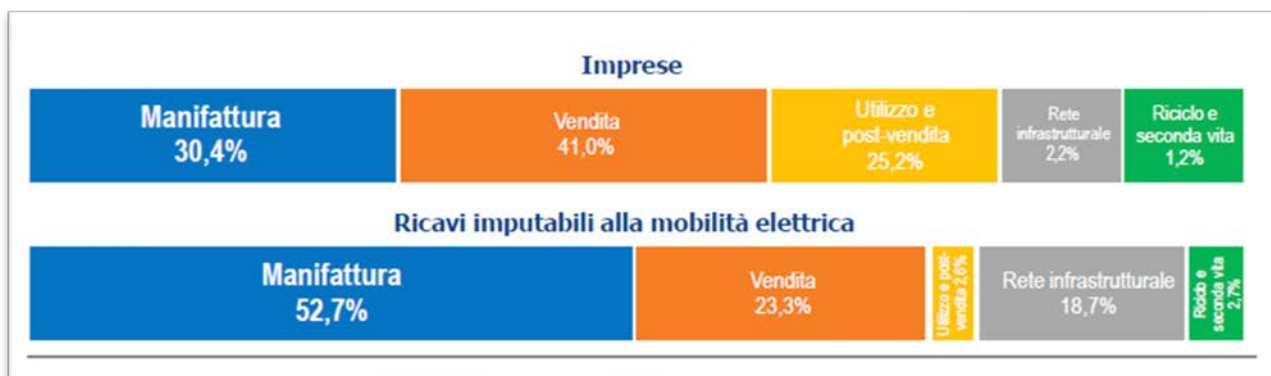 Imprese
Manifattura
30,4%
Vendita
41,0%
Utilizzo e
post-vendita
25,2%
Rete
infrastrutturale
2,2%
Riciclo e
seconda vita
1,2%
Ricavi imputabili alla mobilità elettrica
Manifattura
52,7%
Vendita
23,3%
Utilizzo e post-
vendita 2,6%
Rete infrastrutturale
18,7%
Riciclo e
seconda vita
2,7%